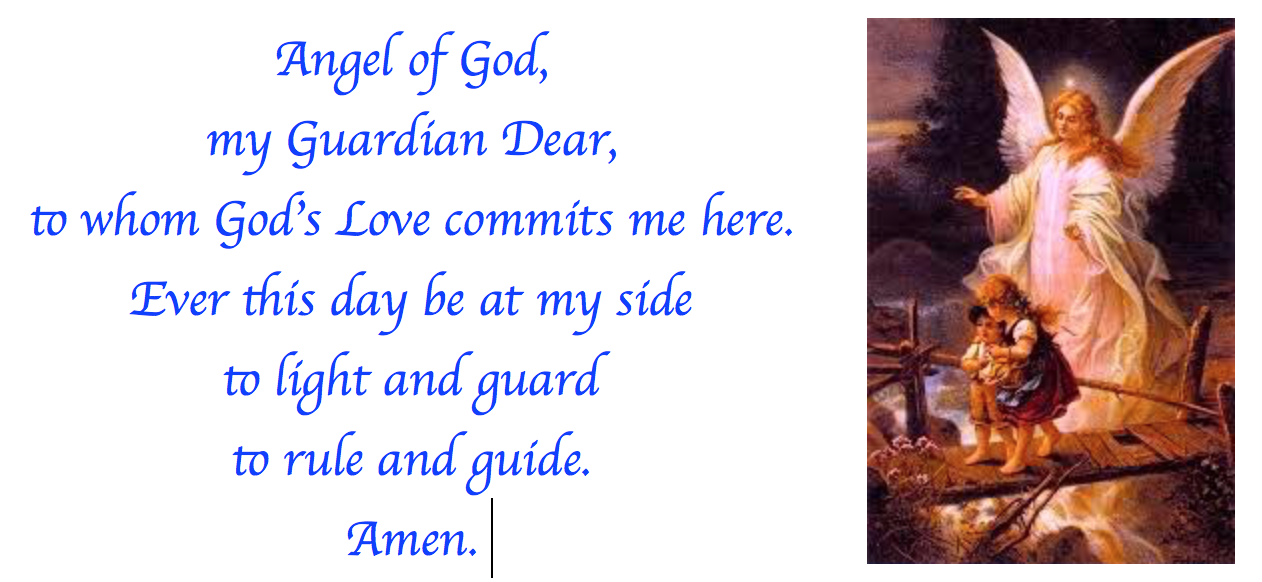 Angel of God,
my Guardian Dear,
to whom God’s Love commits me here.
Ever this day be at my side
to light and guard
to rule and guide.
Amen.